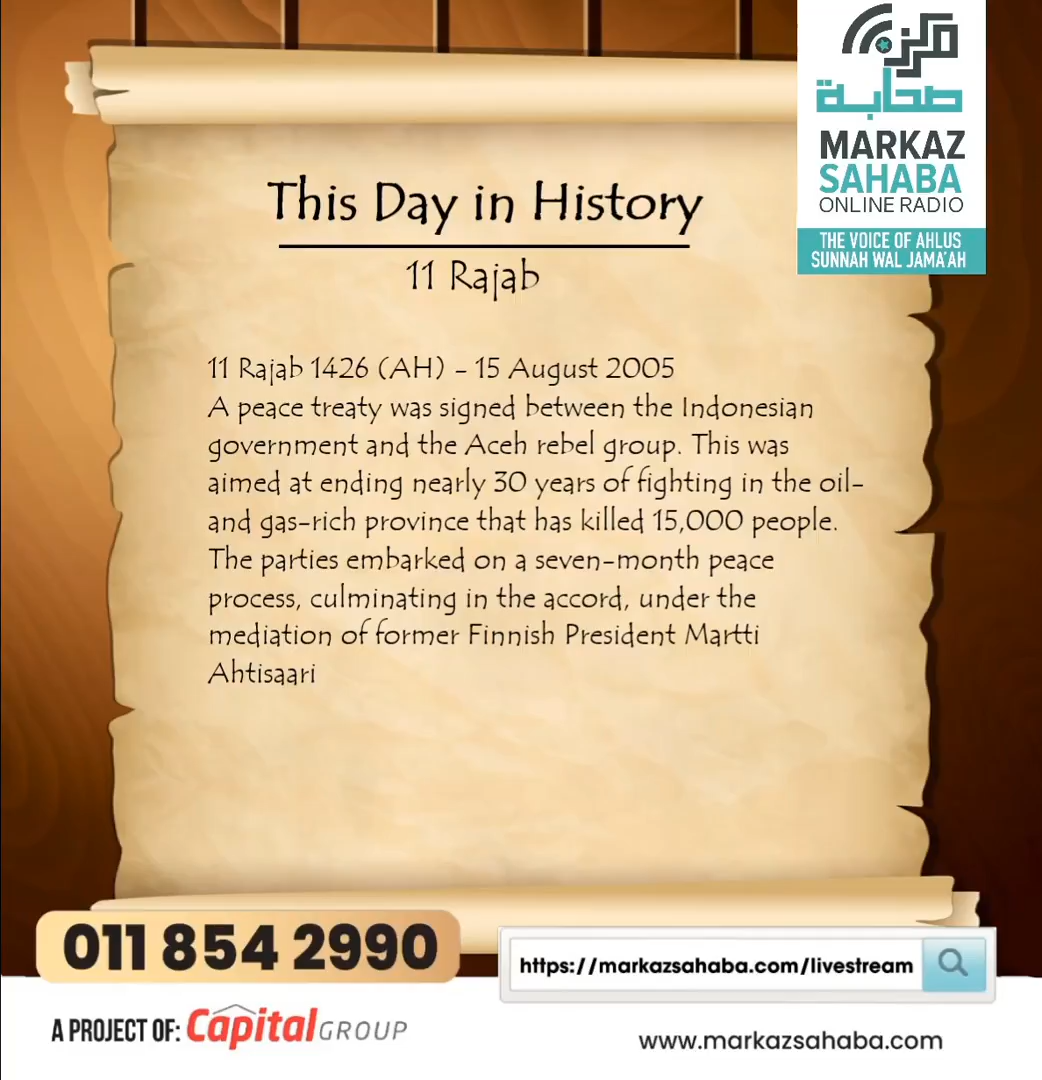 مركز
صحابة
MARKAZ
SAHABA
ONLINE RADIO
THE VOICE OF AHLUS
SUNNAH WAL JAMA'AH
This Day in History
11 Rajab
11 Rajab 1426 (AH) - 15 August 2005
A peace treaty was signed between the Indonesian
government and the Aceh rebel group. This was
aimed at ending nearly 30 years of fighting in the oil-
and gas-rich province that has killed 15,000 people.
The parties embarked on a seven-month peace
process, culminating in the accord, under the
mediation of former Finnish President Martti
Ahtisaari
011 854 2990
https://markazsahaba.com/livestream
A PROJECT OF: Capital GROUP
www.markazsahaba.com